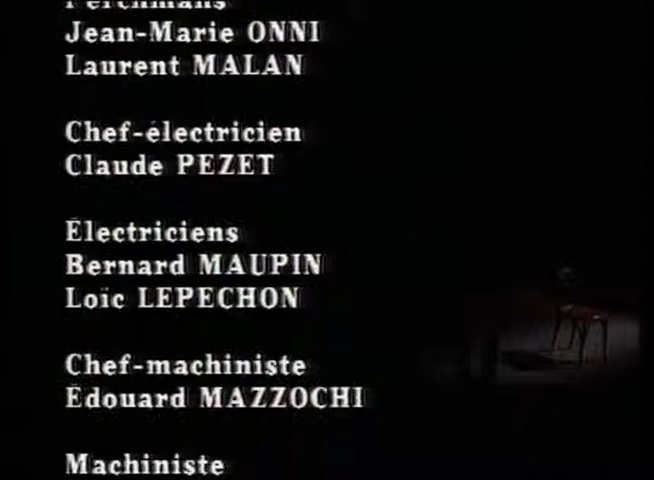 Perchmans
Jean-Marie ONNI
Laurent MALAN
Chef-électricien
Claude PEZET
Électriciens
Bernard MAUPIN
Loïc LEPECHON
Chef-machiniste
Édouard MAZZOCHI
Machiniste